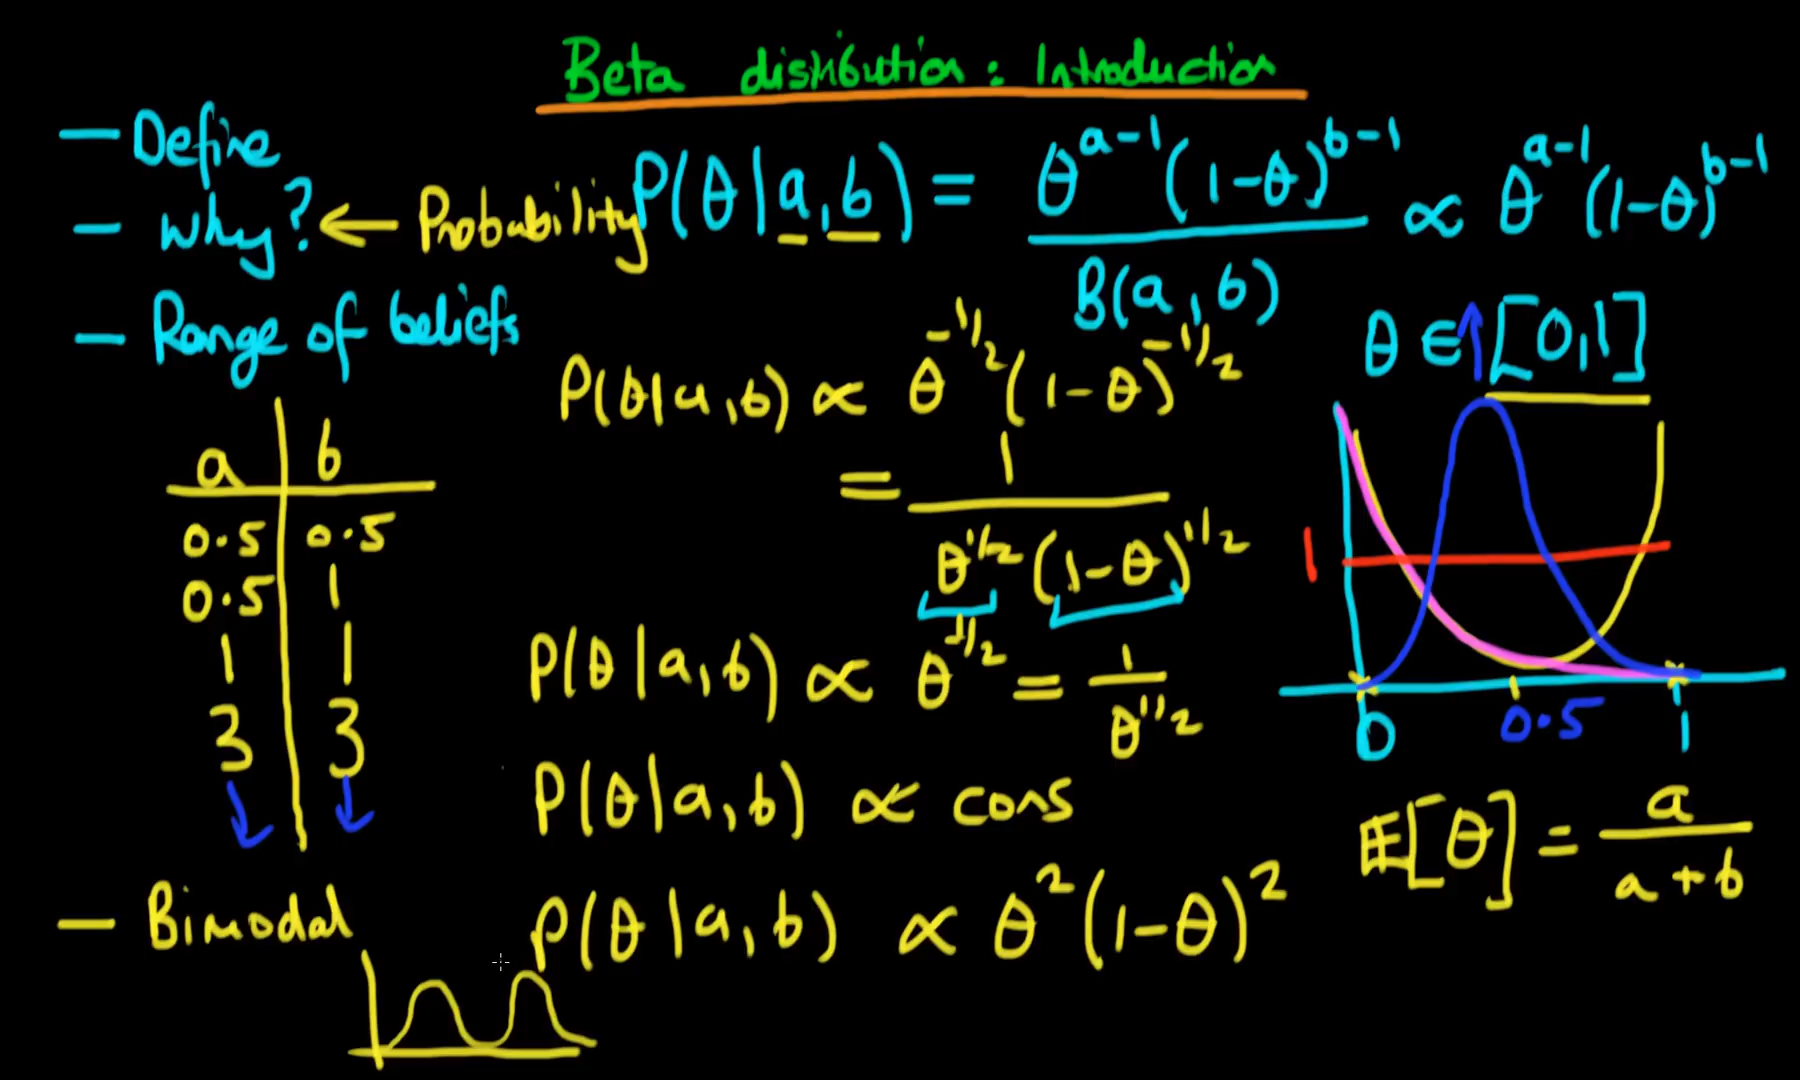 Beta distribution : Introduction
— Define
— Why? ← Probability
— Range of beliefs
P(θ|a,b) = θ^{a-1}(1-θ)^{b-1} / B(a,b) ∝ θ^{a-1}(1-θ)^{b-1}
θ ∈ [0,1]
a | b
0.5 | 0.5
0.5 | 1
1 | 1
3 | 3
↓ ↓
P(θ|a,b) ∝ θ^{-1/2}(1-θ)^{-1/2}
= 1 / θ^{1/2}(1-θ)^{1/2}
P(θ|a,b) ∝ θ^{-1/2} = 1 / θ^{1/2}
P(θ|a,b) ∝ cons
P(θ|a,b) ∝ θ^2(1-θ)^2
1
0 0.5 1
E[θ] = a / a+b
— Bimodal